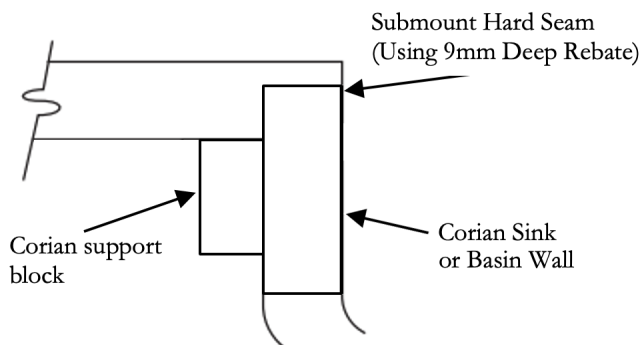 Submount Hard Seam
(Using 9mm Deep Rebate)
Corian support
block
Corian Sink
or Basin Wall